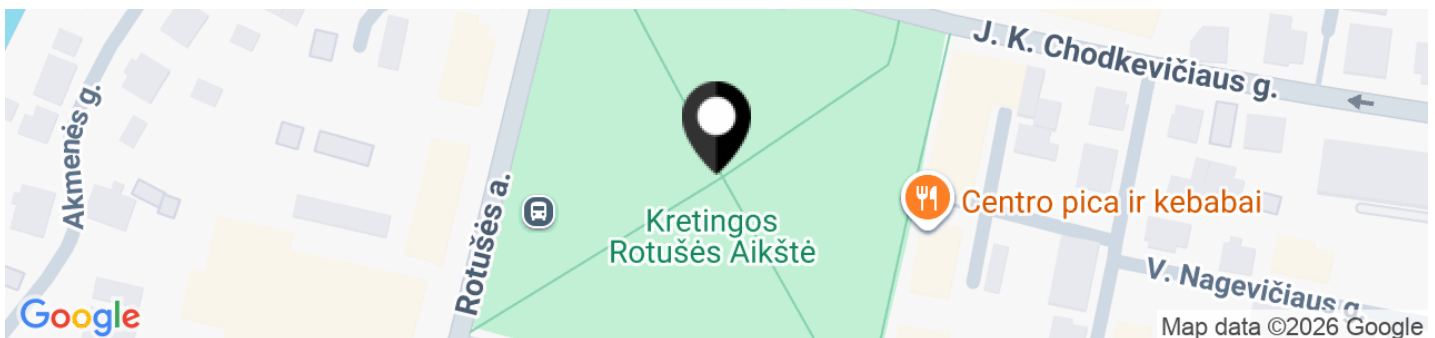 J. K. Chodkevičiaus g.
Akmenės g.
Rotušės a.
Centro pica ir kebabai
Kretingos
Rotušės Aikštė
V. Nagevičiaus g.
Google
Map data ©2026 Google